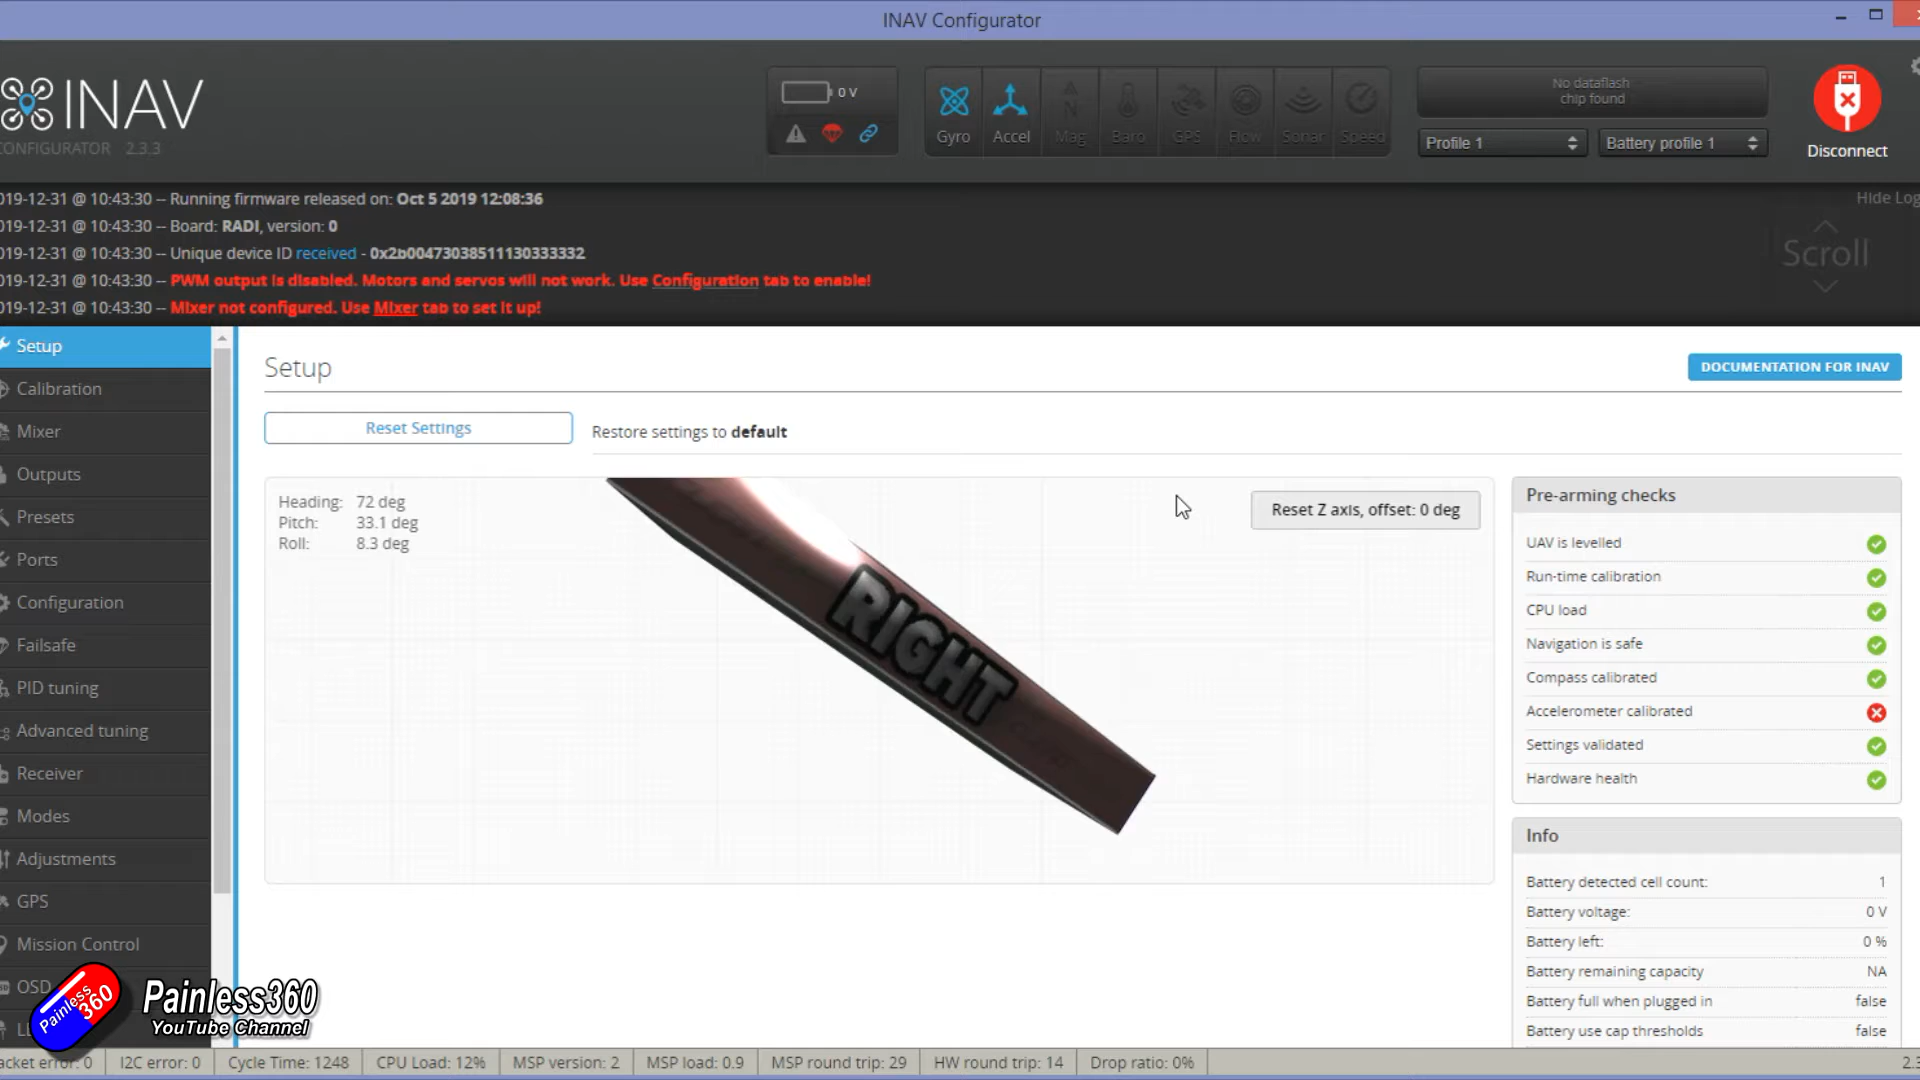 INAV Configurator
INAV
CONFIGURATOR 2.3.3
0 V
Gyro
Accel
Mag
Baro
GPS
Flow
Sonar
Speed
No dataflash
chip found
Profile 1
Battery profile 1
Disconnect
019-12-31 @ 10:43:30 -- Running firmware released on: Oct 5 2019 12:08:36
019-12-31 @ 10:43:30 -- Board: RADI, version: 0
019-12-31 @ 10:43:30 -- Unique device ID received - 0x2b00473038511130333332
019-12-31 @ 10:43:30 -- PWM output is disabled. Motors and servos will not work. Use Configuration tab to enable!
019-12-31 @ 10:43:30 -- Mixer not configured. Use Mixer tab to set it up!
Hide Log
Scroll
Setup
Calibration
Mixer
Outputs
Presets
Ports
Configuration
Failsafe
PID tuning
Advanced tuning
Receiver
Modes
Adjustments
GPS
Mission Control
OSD
Setup
DOCUMENTATION FOR INAV
Reset Settings
Restore settings to default
Heading: 72 deg
Pitch: 33.1 deg
Roll: 8.3 deg
RIGHT
Reset Z axis, offset: 0 deg
Pre-arming checks
UAV is levelled
Run-time calibration
CPU load
Navigation is safe
Compass calibrated
Accelerometer calibrated
Settings validated
Hardware health
Info
Battery detected cell count: 1
Battery voltage: 0 V
Battery left: 0 %
Battery remaining capacity NA
Battery full when plugged in false
Battery use cap thresholds false
Painless
360
Painless360
YouTube Channel
acket error: 0
I2C error: 0
Cycle Time: 1248
CPU Load: 12%
MSP version: 2
MSP load: 0.9
MSP round trip: 29
HW round trip: 14
Drop ratio: 0%